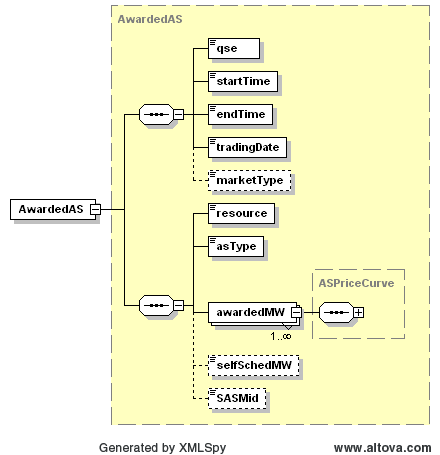 AwardedAS
qse
startTime
endTime
tradingDate
marketType
AwardedAS
resource
asType
ASPriceCurve
awardedMW
1..∞
selfSchedMW
SASMid
Generated by XMLSpy
www.altova.com